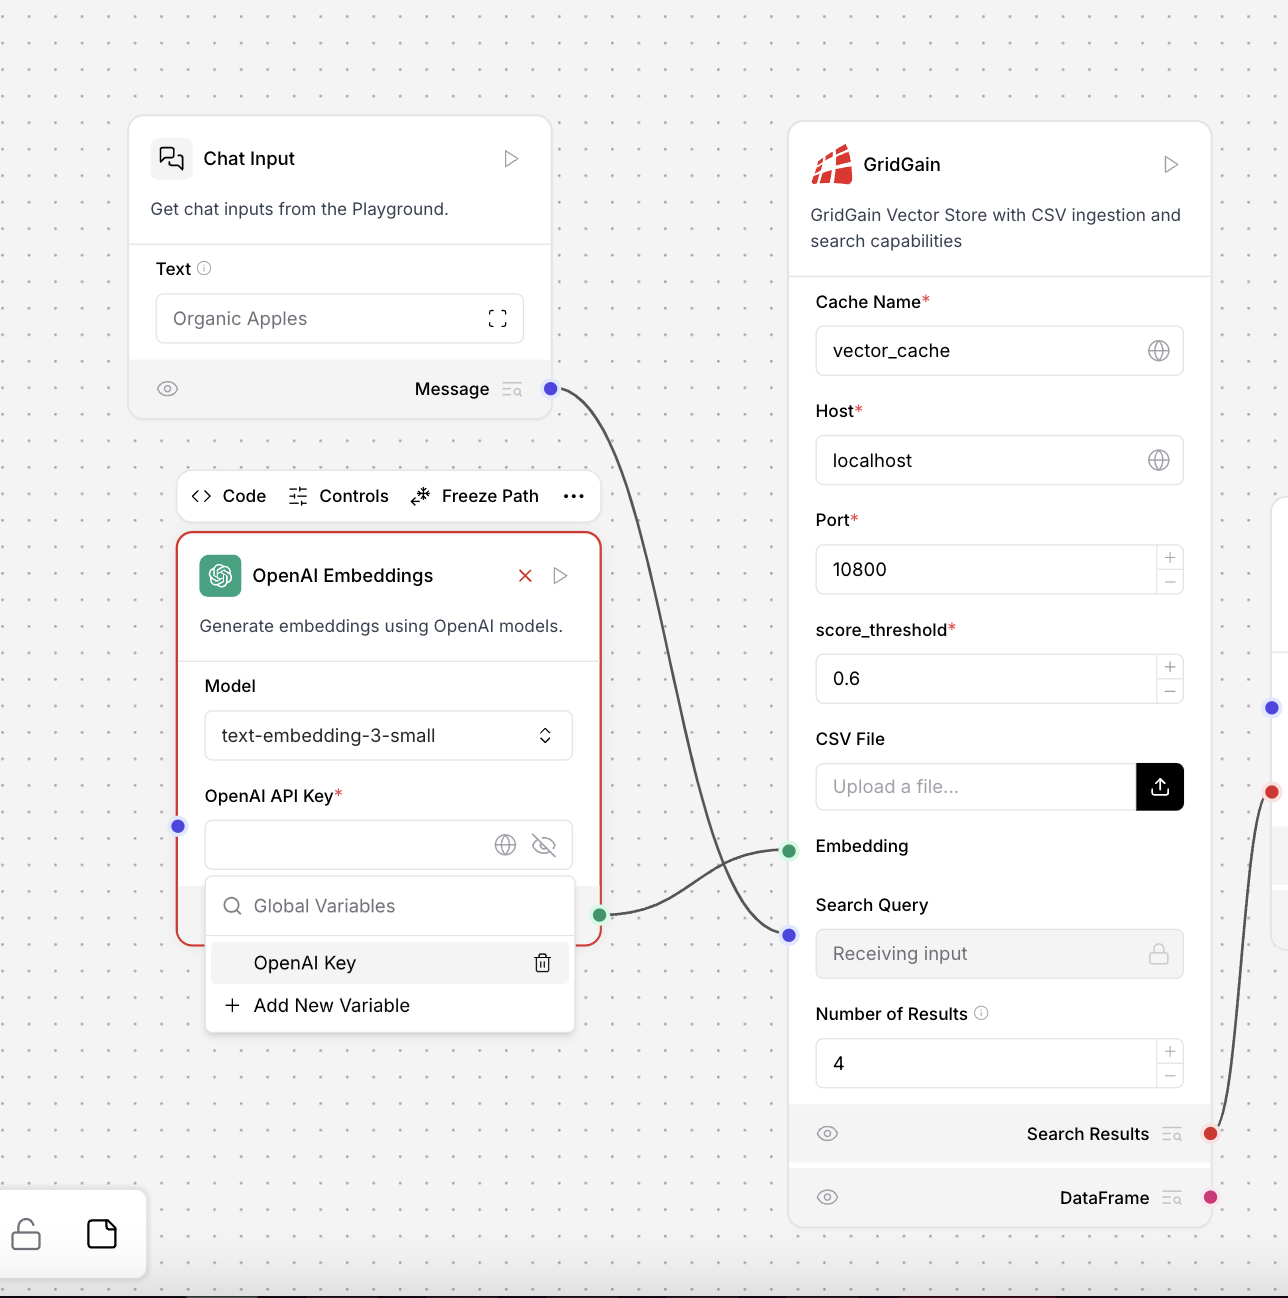 Chat Input
Get chat inputs from the Playground.
Text
Organic Apples
Message
Code Controls Freeze Path
OpenAI Embeddings
Generate embeddings using OpenAI models.
Model
text-embedding-3-small
OpenAI API Key*
Global Variables
OpenAI Key
Add New Variable
GridGain
GridGain Vector Store with CSV ingestion and
search capabilities
Cache Name*
vector_cache
Host*
localhost
Port*
10800
score_threshold*
0.6
CSV File
Upload a file...
Embedding
Search Query
Receiving input
Number of Results
4
Search Results
DataFrame